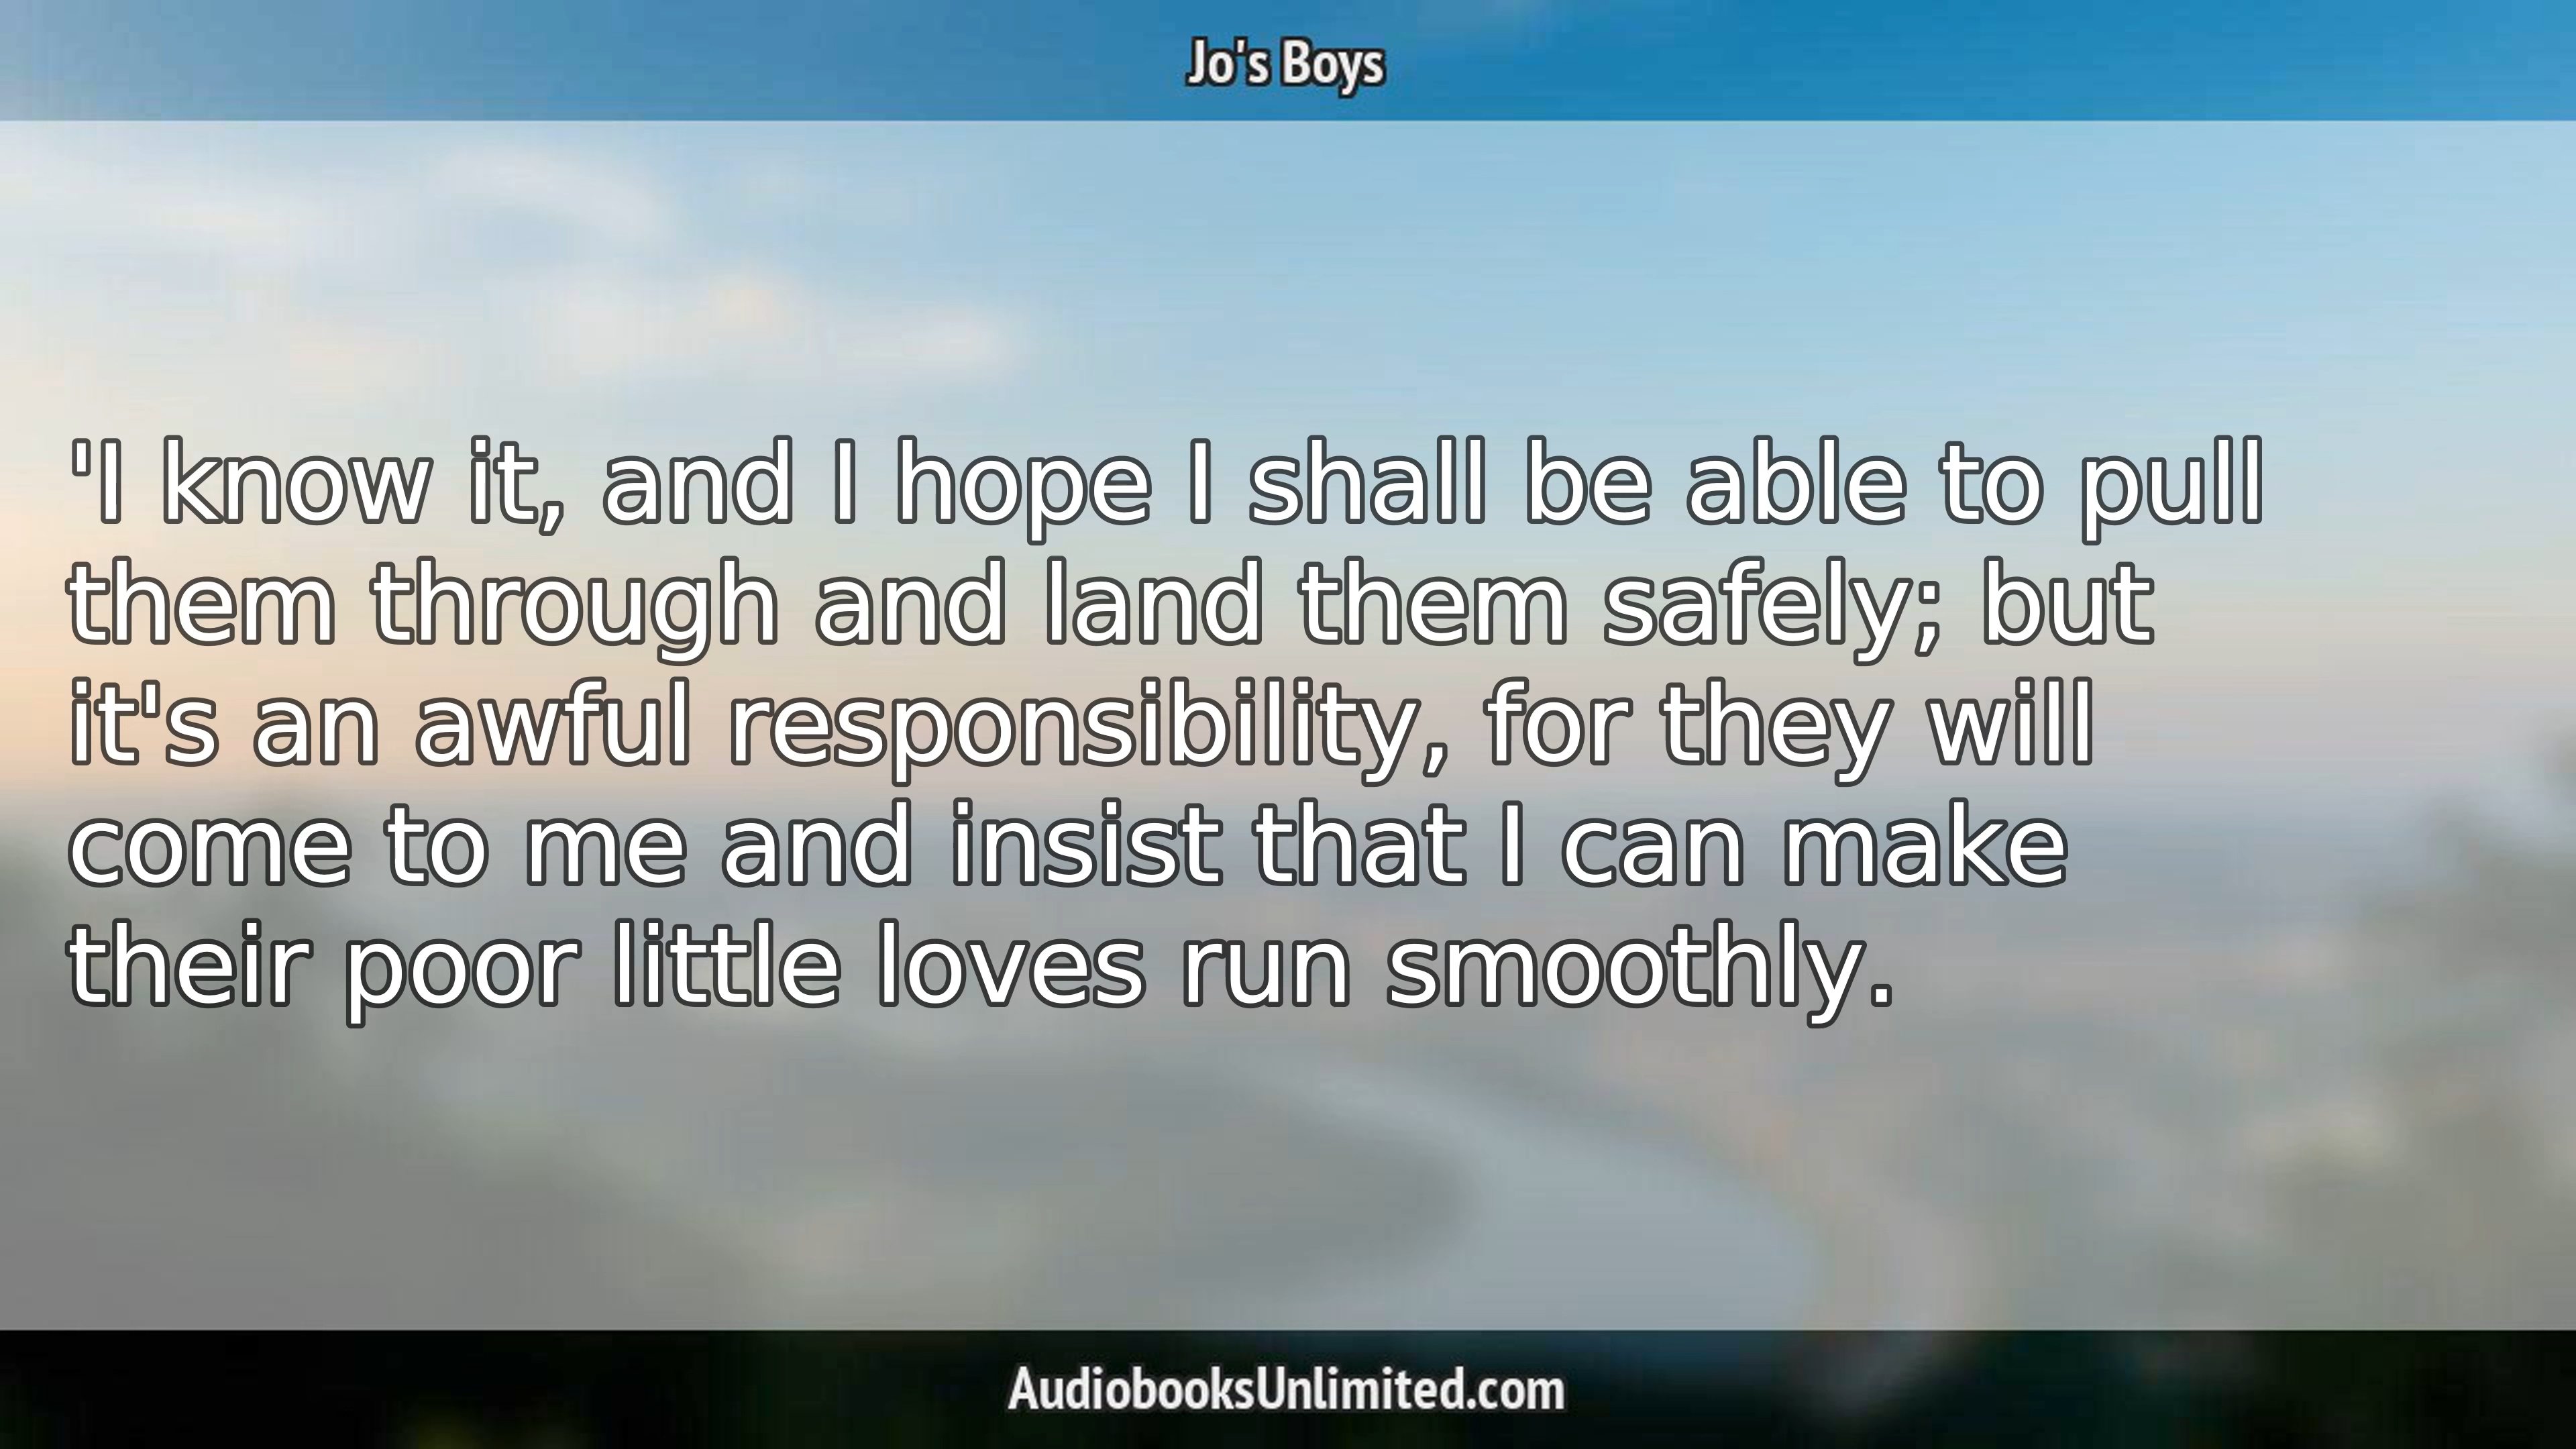 Jo's Boys
'I know it, and I hope I shall be able to pull
them through and land them safely; but
it's an awful responsibility, for they will
come to me and insist that I can make
their poor little loves run smoothly.
AudiobooksUnlimited.com